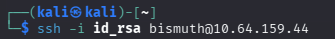 ┌──(kali㉿kali)-[~]
└─$ ssh -i id_rsa bismuth@10.64.159.44